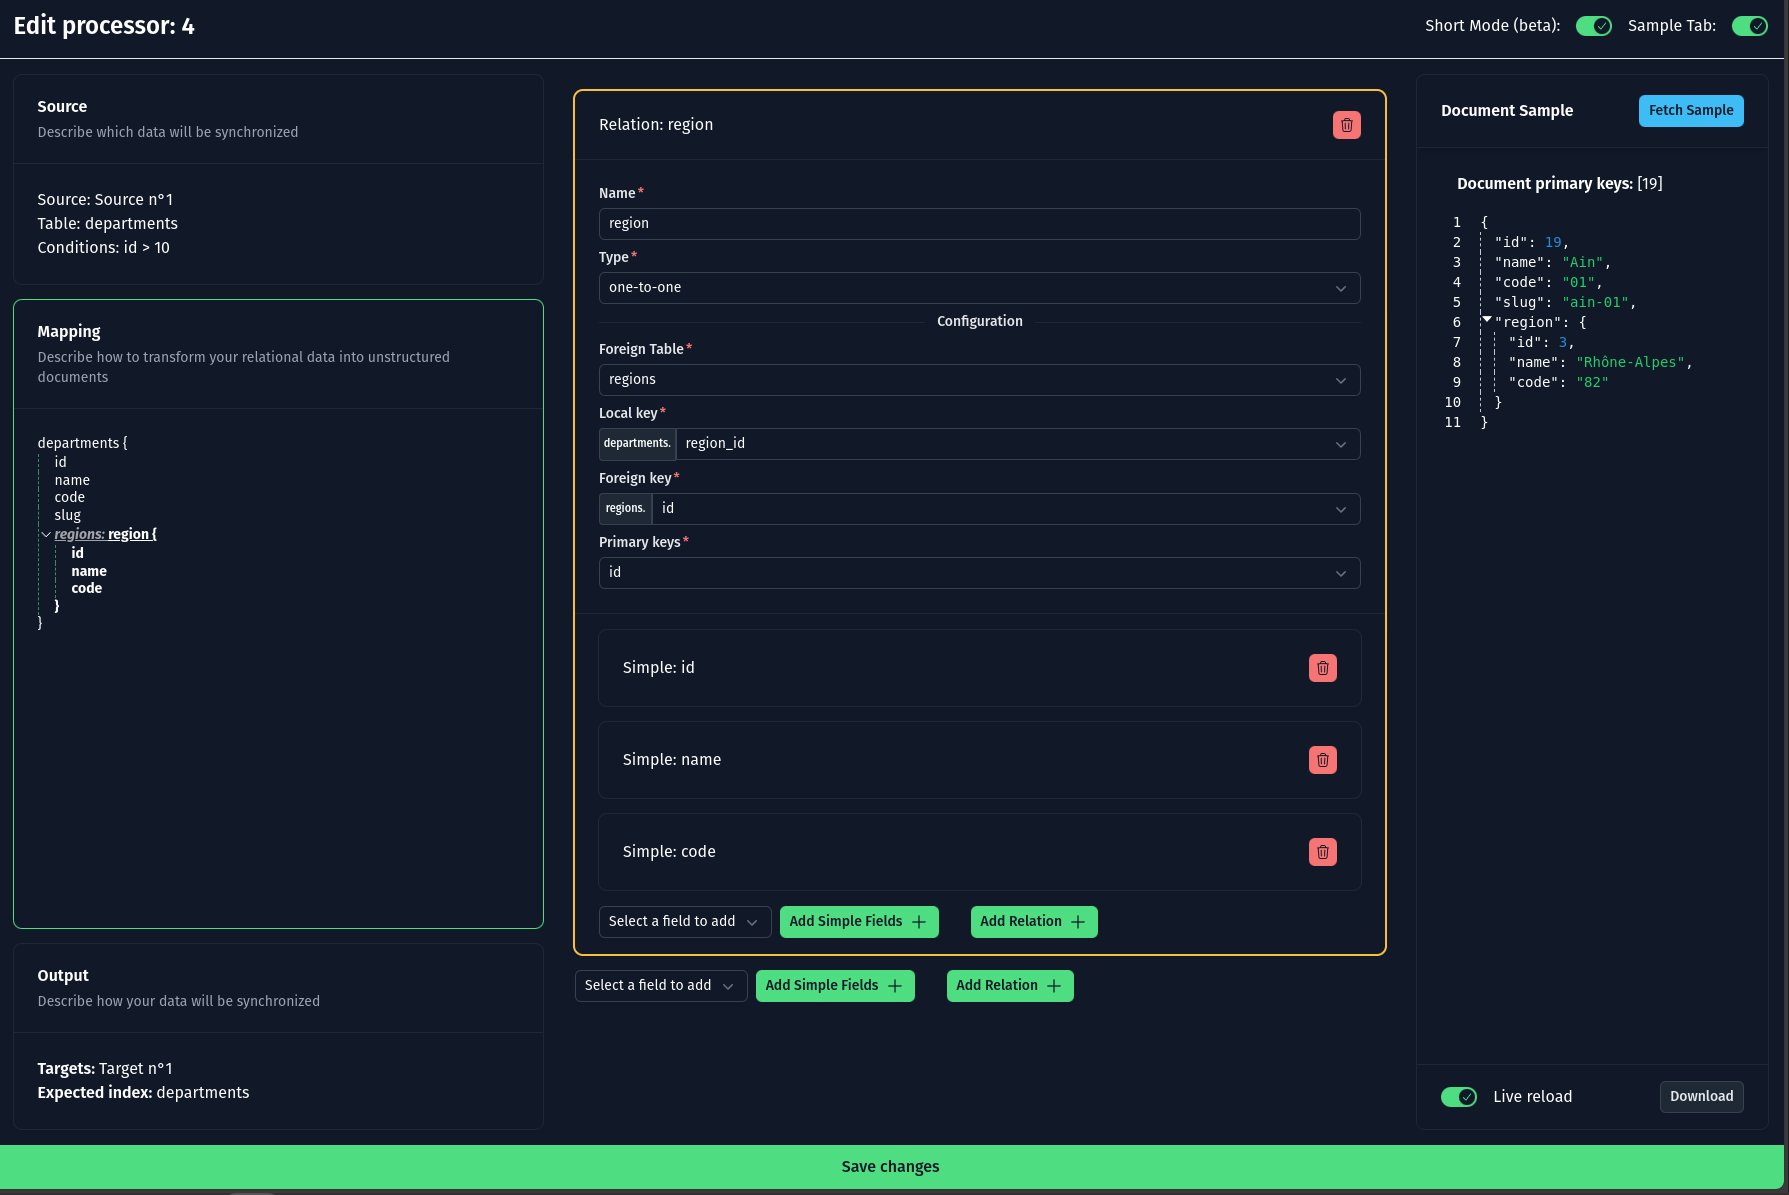 Edit processor: 4
Short Mode (beta):
Sample Tab:
Source
Describe which data will be synchronized
Source: Source n°1
Table: departments
Conditions: id > 10
Mapping
Describe how to transform your relational data into unstructured
documents
departments {
id
name
code
slug
regions: region {
id
name
code
}
}
Output
Describe how your data will be synchronized
Targets: Target n°1
Expected index: departments
Relation: region
Name*
region
Type*
one-to-one
Configuration
Foreign Table*
regions
Local key*
departments. region_id
Foreign key*
regions. id
Primary keys*
id
Simple: id
Simple: name
Simple: code
Select a field to add
Add Simple Fields
Add Relation
Select a field to add
Add Simple Fields
Add Relation
Document Sample
Fetch Sample
Document primary keys: [19]
1 {
2 "id": 19,
3 "name": "Ain",
4 "code": "01",
5 "slug": "ain-01",
6 "region": {
7 "id": 3,
8 "name": "Rhône-Alpes",
9 "code": "82"
10 }
11 }
Live reload
Download
Save changes